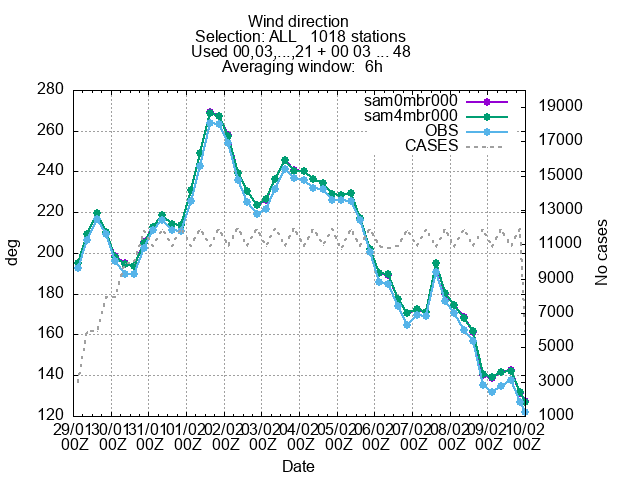 Wind direction
Selection: ALL   1018 stations
Used 00,03,...,21 + 00 03 ... 48
Averaging window:  6h
sam0mbr000
sam4mbr000
OBS
CASES
280
260
240
220
200
180
160
140
120
deg
19000
17000
15000
13000
11000
9000
7000
5000
3000
1000
No cases
29/01 30/01 31/01 01/02 02/02 03/02 04/02 05/02 06/02 07/02 08/02 09/02 10/02
00Z 00Z 00Z 00Z 00Z 00Z 00Z 00Z 00Z 00Z 00Z 00Z 00Z
Date